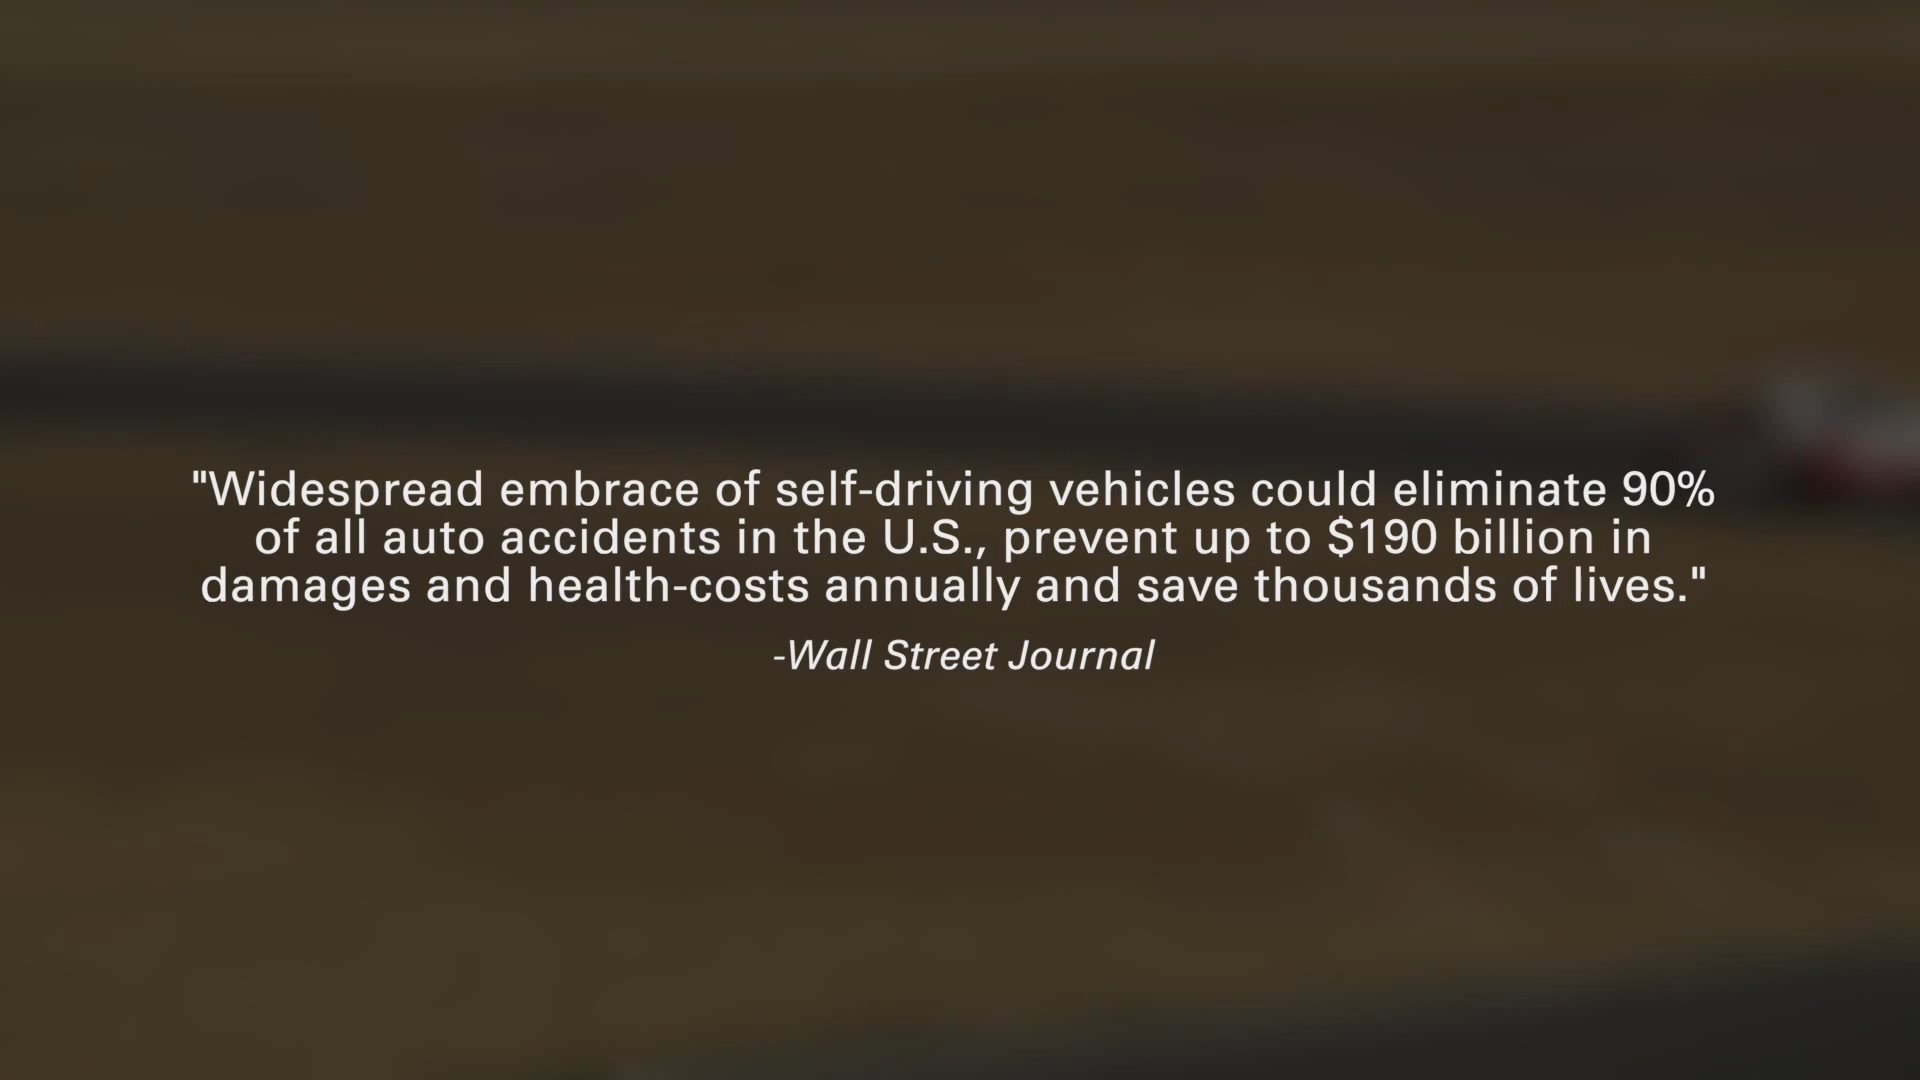 "Widespread embrace of self-driving vehicles could eliminate 90%
of all auto accidents in the U.S., prevent up to $190 billion in
damages and health-costs annually and save thousands of lives."
-Wall Street Journal